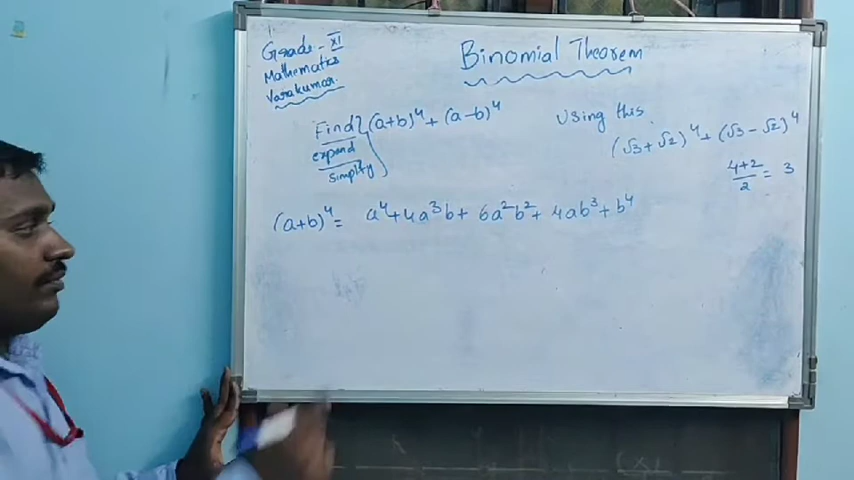 Grade - XI
Mathematics
Varakumar
Binomial Theorem
Find? (a+b)⁴ + (a-b)⁴
expand
simplify
Using this
(√3+√2)⁴ + (√3-√2)⁴
4+2/2 = 3
(a+b)⁴ = a⁴+4a³b+6a²b²+4ab³+b⁴